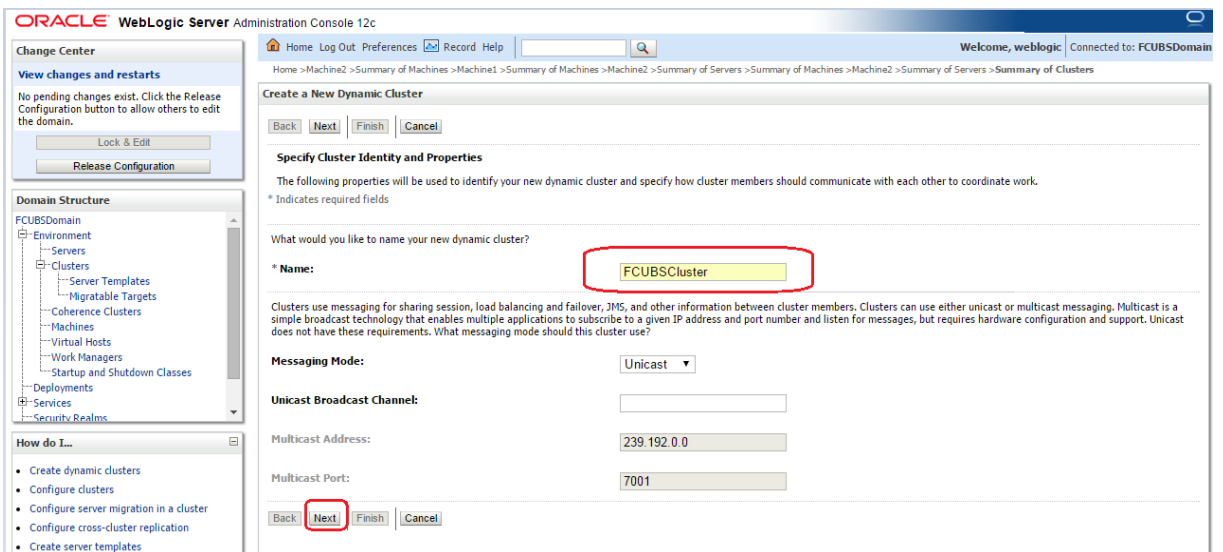 ORACLE WebLogic Server Administration Console 12c
Change Center
View changes and restarts
No pending changes exist. Click the Release
Configuration button to allow others to edit
the domain.
Lock & Edit
Release Configuration
Domain Structure
FCUBSDomain
Environment
Servers
Clusters
Server Templates
Migratable Targets
Coherence Clusters
Machines
Virtual Hosts
Work Managers
Startup and Shutdown Classes
Deployments
Services
Security Realms
How do I...
Create dynamic clusters
Configure clusters
Configure server migration in a cluster
Configure cross-cluster replication
Create server templates
Home Log Out Preferences Record Help
Welcome, weblogic Connected to: FCUBSDomain
Home >Machine2 >Summary of Machines >Machine1 >Summary of Machines >Machine2 >Summary of Servers >Summary of Machines >Machine2 >Summary of Servers >Summary of Clusters
Create a New Dynamic Cluster
Back Next Finish Cancel
Specify Cluster Identity and Properties
The following properties will be used to identify your new dynamic cluster and specify how cluster members should communicate with each other to coordinate work.
* Indicates required fields
What would you like to name your new dynamic cluster?
* Name: FCUBSCluster
Clusters use messaging for sharing session, load balancing and failover, JMS, and other information between cluster members. Clusters can use either unicast or multicast messaging. Multicast is a
simple broadcast technology that enables multiple applications to subscribe to a given IP address and port number and listen for messages, but requires hardware configuration and support. Unicast
does not have these requirements. What messaging mode should this cluster use?
Messaging Mode: Unicast
Unicast Broadcast Channel:
Multicast Address: 239.192.0.0
Multicast Port: 7001
Back Next Finish Cancel